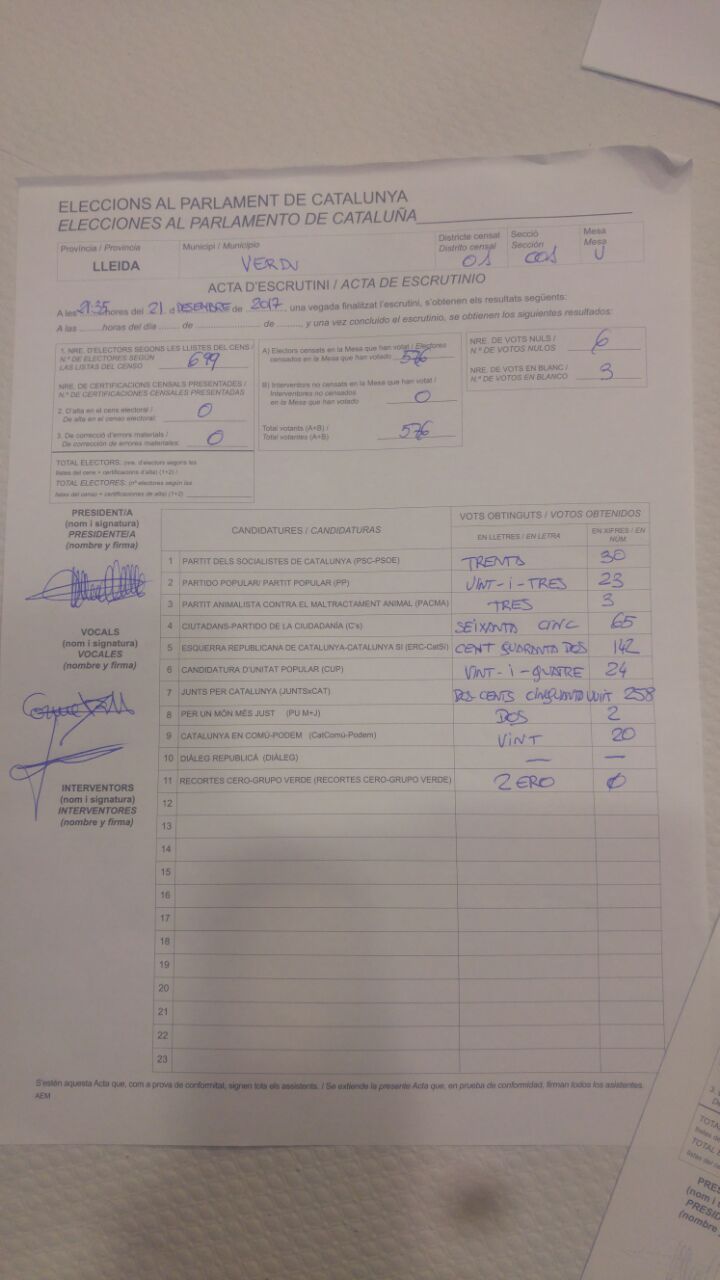 ELECCIONS AL PARLAMENT DE CATALUNYA
ELECCIONES AL PARLAMENTO DE CATALUÑA
Província / Provincia Municipi / Municipio Districte censal Distrito censal Secció Sección Mesa Mesa
LLEIDA VERDU 01 001 U
ACTA D'ESCRUTINI / ACTA DE ESCRUTINIO
A les 21:35 hores del 21 d DESEMBRE de 2017, una vegada finalitzat l'escrutini, s'obtenen els resultats següents:
A las ........horas del día ........ de ............................ de ........., y una vez concluido el escrutinio, se obtienen los siguientes resultados:
1. NRE. D'ELECTORS SEGONS LES LLISTES DEL CENS /
N.º DE ELECTORES SEGÚN
LAS LISTAS DEL CENSO 699
NRE. DE CERTIFICACIONS CENSALS PRESENTADES /
N.º DE CERTIFICACIONES CENSALES PRESENTADAS
2. D'alta en el cens electoral /
De alta en el censo electoral: 0
3. De correcció d'errors materials /
De corrección de errores materiales: 0
TOTAL ELECTORS: (nre. d'electors segons les
llistes del cens + certificacions d'alta) (1+2) /
TOTAL ELECTORES: (nº electores según las
listas del censo + certificaciones de alta) (1+2)
A) Electors censats en la Mesa que han votat / Electores
censados en la Mesa que han votado 576
B) Interventors no censats en la Mesa que han votat /
Interventores no censados
en la Mesa que han votado 0
Total votants (A+B) /
Total votantes (A+B) 576
NRE. DE VOTS NULS /
N.º DE VOTOS NULOS 6
NRE. DE VOTS EN BLANC /
N.º DE VOTOS EN BLANCO 3
PRESIDENT/A
(nom i signatura)
PRESIDENTE/A
(nombre y firma)
VOCALS
(nom i signatura)
VOCALES
(nombre y firma)
INTERVENTORS
(nom i signatura)
INTERVENTORES
(nombre y firma)
CANDIDATURES / CANDIDATURAS VOTS OBTINGUTS / VOTOS OBTENIDOS
EN LLETRES / EN LETRA EN XIFRES / EN NÚM.
1 PARTIT DELS SOCIALISTES DE CATALUNYA (PSC-PSOE) TRENTA 30
2 PARTIDO POPULAR/ PARTIT POPULAR (PP) VINT-i-TRES 23
3 PARTIT ANIMALISTA CONTRA EL MALTRACTAMENT ANIMAL (PACMA) TRES 3
4 CIUTADANS-PARTIDO DE LA CIUDADANÍA (C's) SEIXANTA CINC 65
5 ESQUERRA REPUBLICANA DE CATALUNYA-CATALUNYA SÍ (ERC-CatSí) CENT QUARANTA DOS 142
6 CANDIDATURA D'UNITAT POPULAR (CUP) VINT-i-QUATRE 24
7 JUNTS PER CATALUNYA (JUNTSxCAT) DOS-CENTS CINQUANTA VUIT 258
8 PER UN MÓN MÉS JUST (PU M+J) DOS 2
9 CATALUNYA EN COMÚ-PODEM (CatComú-Podem) VINT 20
10 DIÀLEG REPUBLICÀ (DIÀLEG) — —
11 RECORTES CERO-GRUPO VERDE (RECORTES CERO-GRUPO VERDE) ZERO 0
12
13
14
15
16
17
18
19
20
21
22
23
S'estén aquesta Acta que, com a prova de conformitat, signen tots els assistents. / Se extiende la presente Acta que, en prueba de conformidad, firman todos los asistentes.
AEM